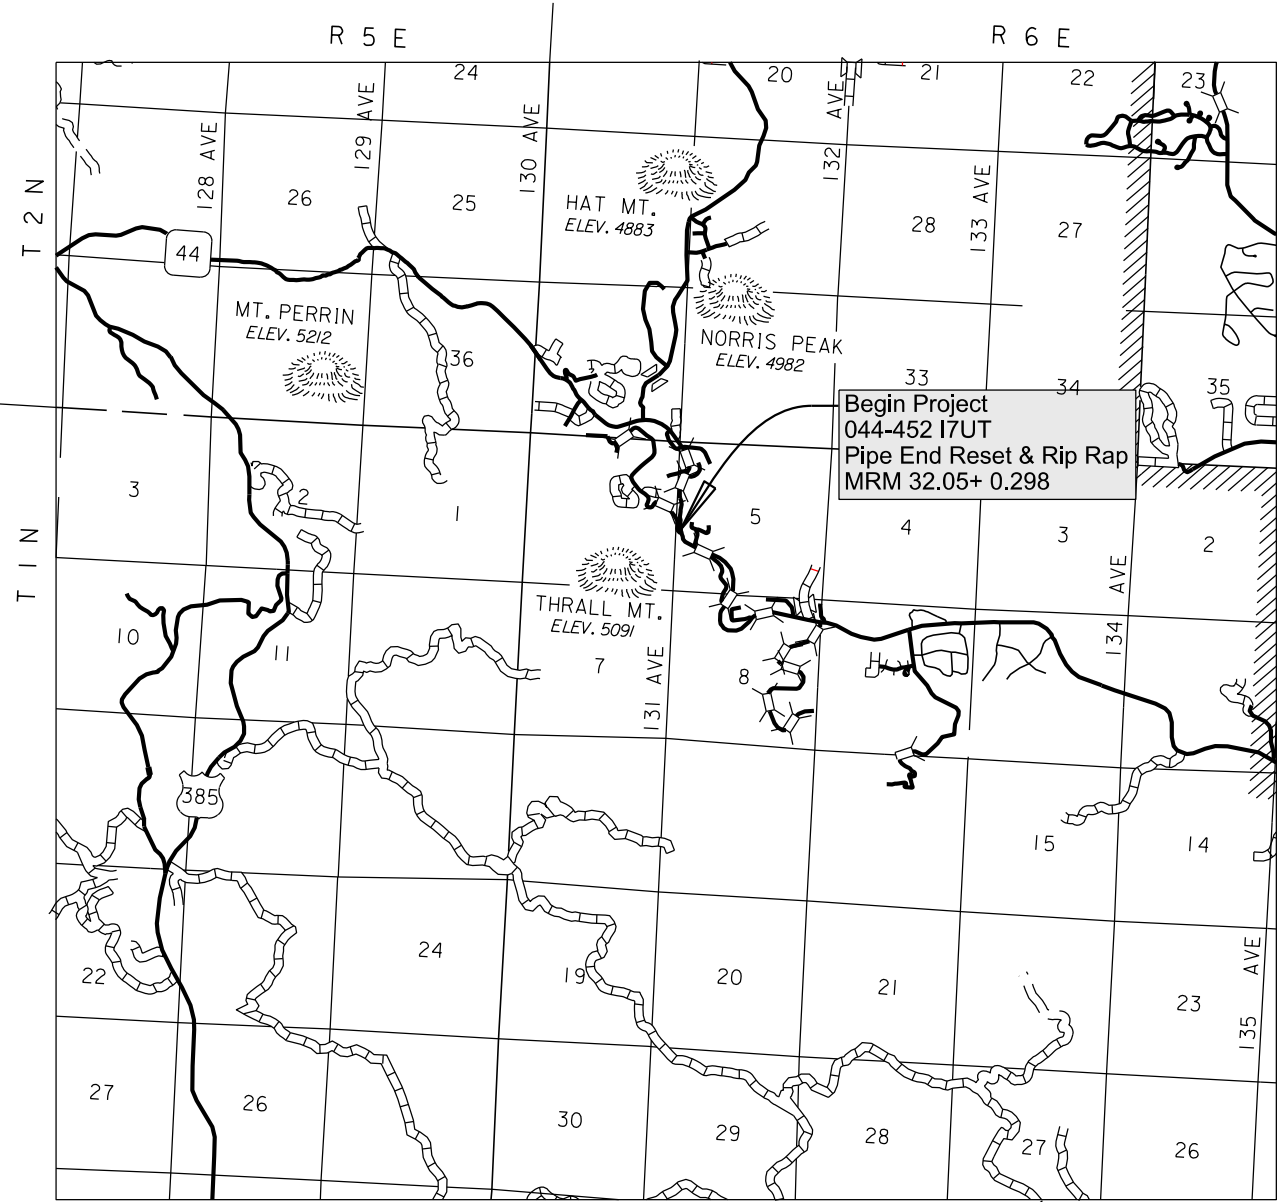 R 5 E
R 6 E
24
20
21
22
23
128 AVE
129 AVE
130 AVE
132 AVE
133 AVE
T 2 N
26
25
HAT MT.
ELEV. 4883
28
27
44
MT. PERRIN
ELEV. 5212
NORRIS PEAK
ELEV. 4982
36
33
34
35
Begin Project
044-452 I7UT
Pipe End Reset & Rip Rap
MRM 32.05+ 0.298
3
2
1
5
4
3
2
T 1 N
THRALL MT.
ELEV. 5091
134 AVE
10
11
7
131 AVE
8
385
15
14
22
24
19
20
21
23
135 AVE
27
26
30
29
28
27
26